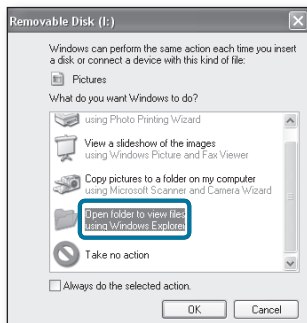 Removable Disk (I:)
Windows can perform the same action each time you insert
a disk or connect a device with this kind of file:
Pictures
What do you want Windows to do?
using Photo Printing Wizard
View a slideshow of the images
using Windows Picture and Fax Viewer
Copy pictures to a folder on my computer
using Microsoft Scanner and Camera Wizard
Open folder to view files
using Windows Explorer
Take no action
Always do the selected action.
OK
Cancel